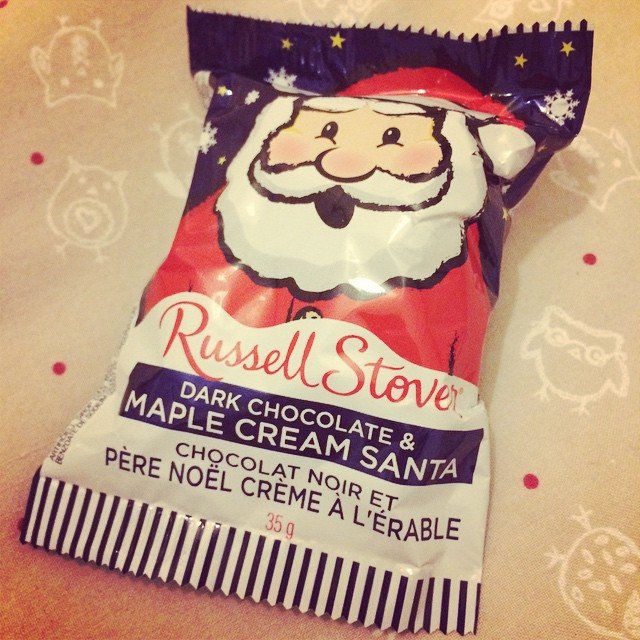 Russell Stover
DARK CHOCOLATE &
MAPLE CREAM SANTA
CHOCOLAT NOIR ET
PÈRE NOËL CRÈME À L'ÉRABLE
35 g